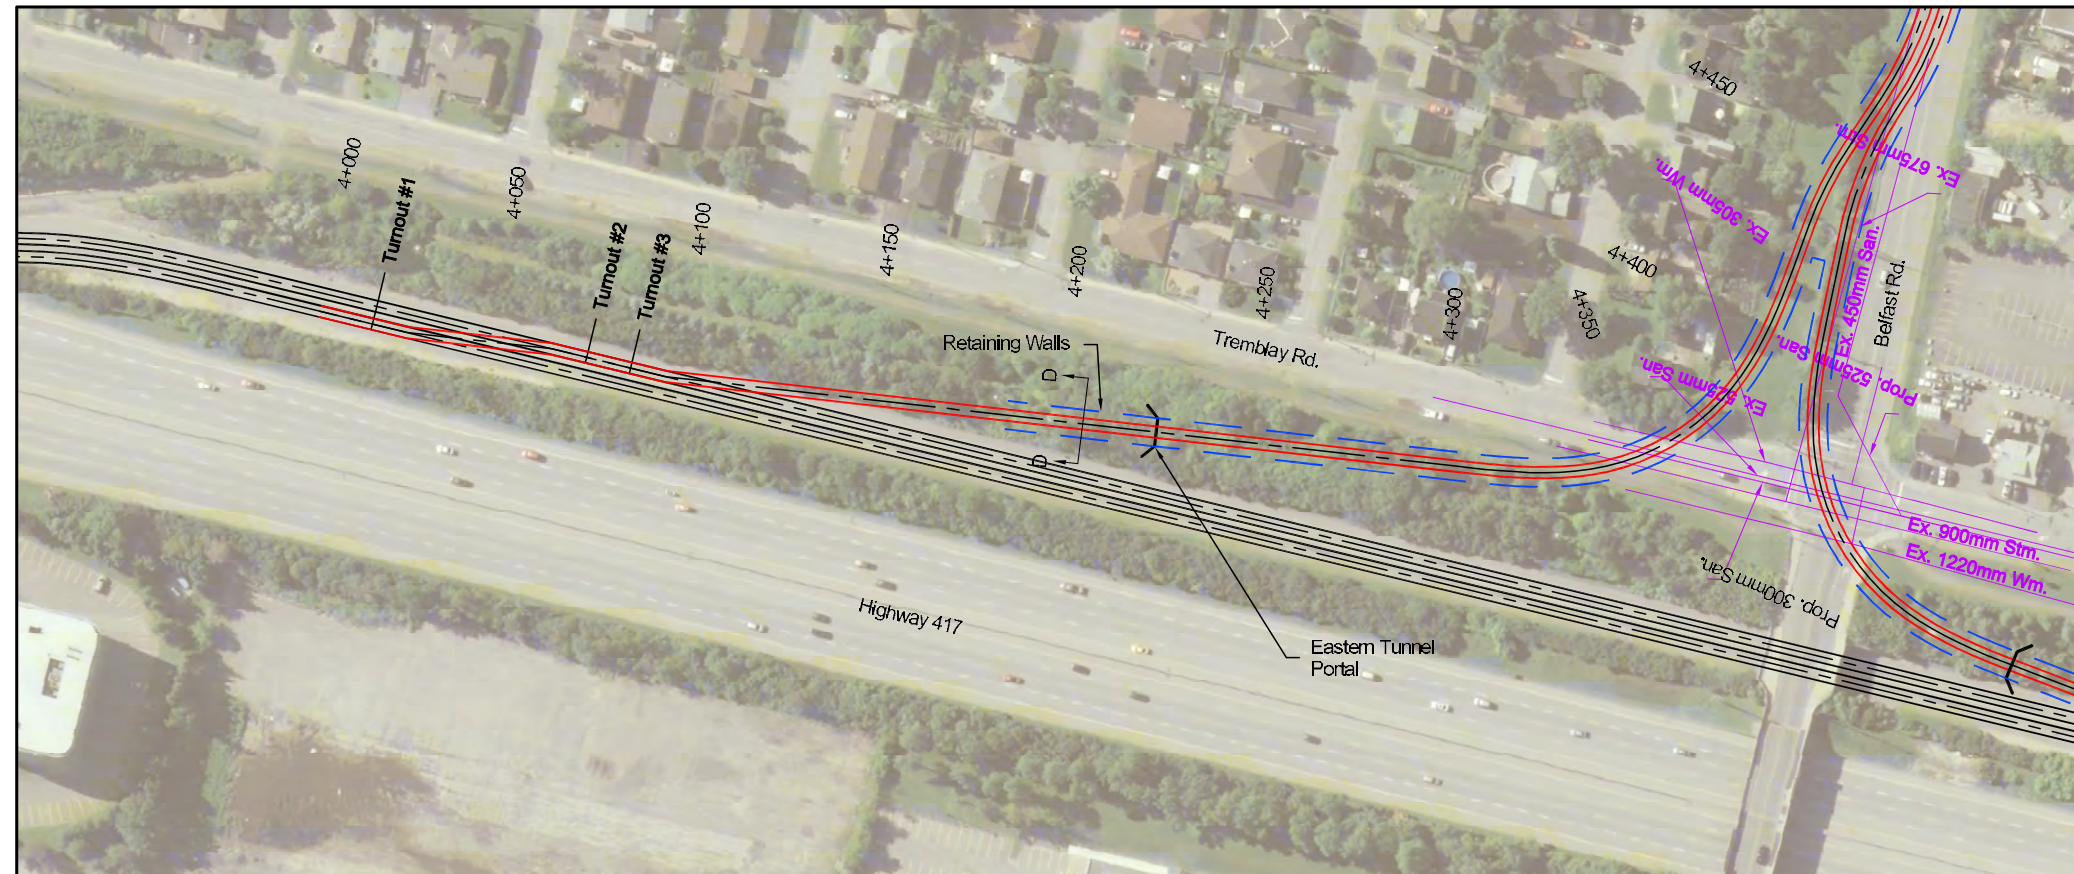 4+000
4+050
4+100
4+150
4+200
4+250
4+300
4+350
4+400
4+450
Turnout #1
Turnout #2
Turnout #3
Retaining Walls
D
D
Tremblay Rd.
Belfast Rd.
Highway 417
Eastern Tunnel
Portal
Ex. 305mm Wm.
Ex. 675mm Stm.
Ex. 450mm San.
Prop. 525mm San.
Ex. 525mm San.
Prop. 300mm San.
Ex. 900mm Stm.
Ex. 1220mm Wm.